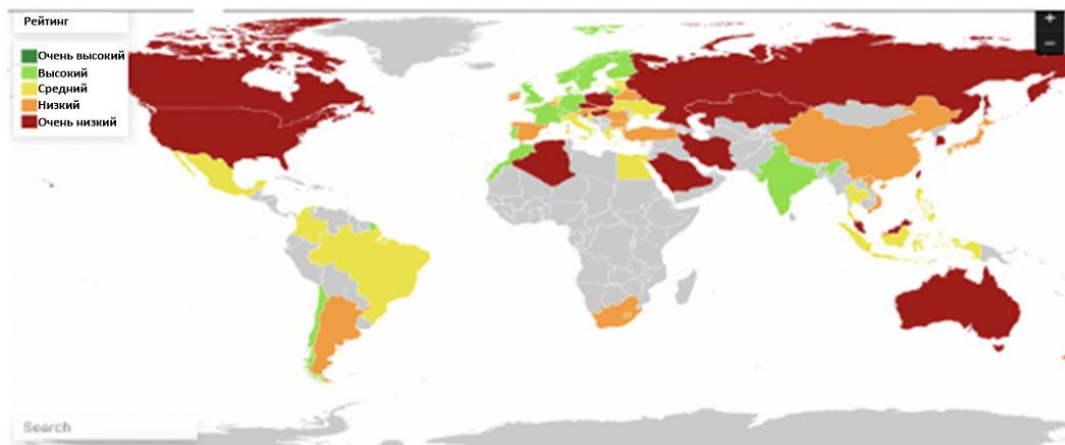 Рейтинг
Очень высокий
Высокий
Средний
Низкий
Очень низкий
+
−
Search